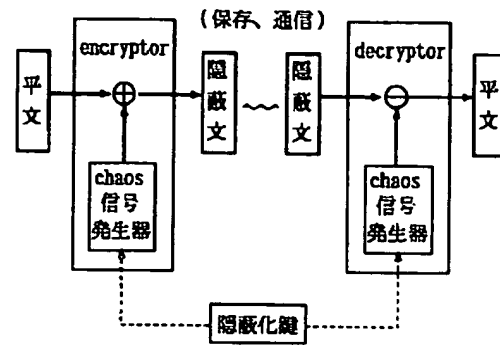 (保存、通信)
encryptor
decryptor
平文
隠蔽文
隠蔽文
平文
chaos
信号
発生器
chaos
信号
発生器
隠蔽化鍵